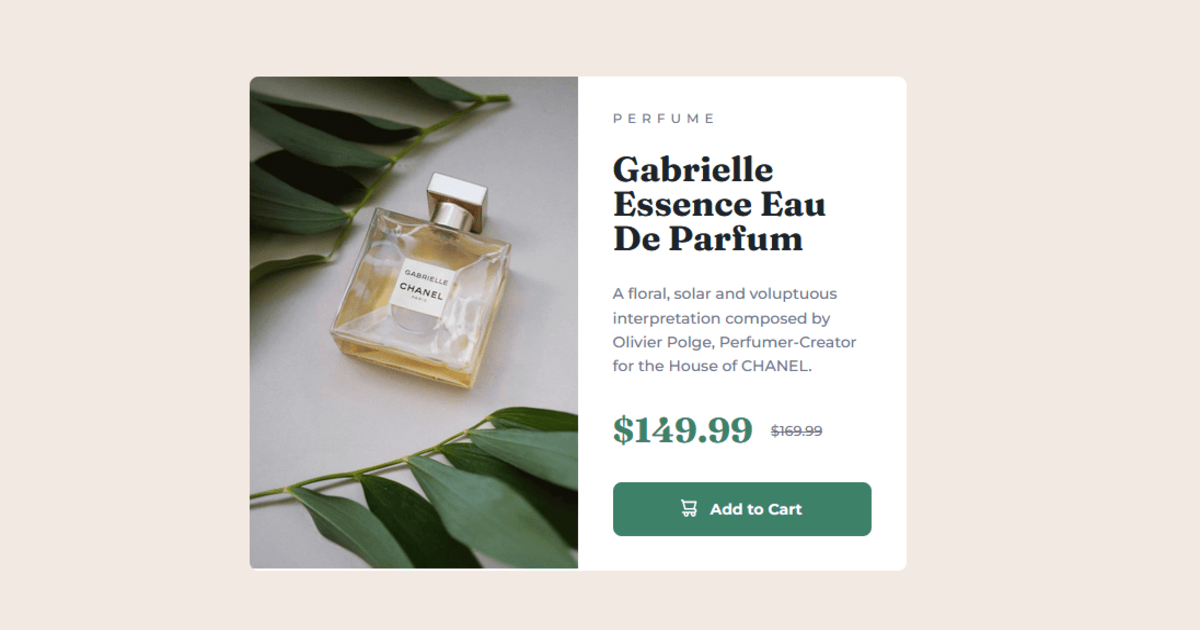 GABRIELLE
CHANEL
PARIS
PERFUME
Gabrielle
Essence Eau
De Parfum
A floral, solar and voluptuous
interpretation composed by
Olivier Polge, Perfumer-Creator
for the House of CHANEL.
$149.99 $169.99
Add to Cart